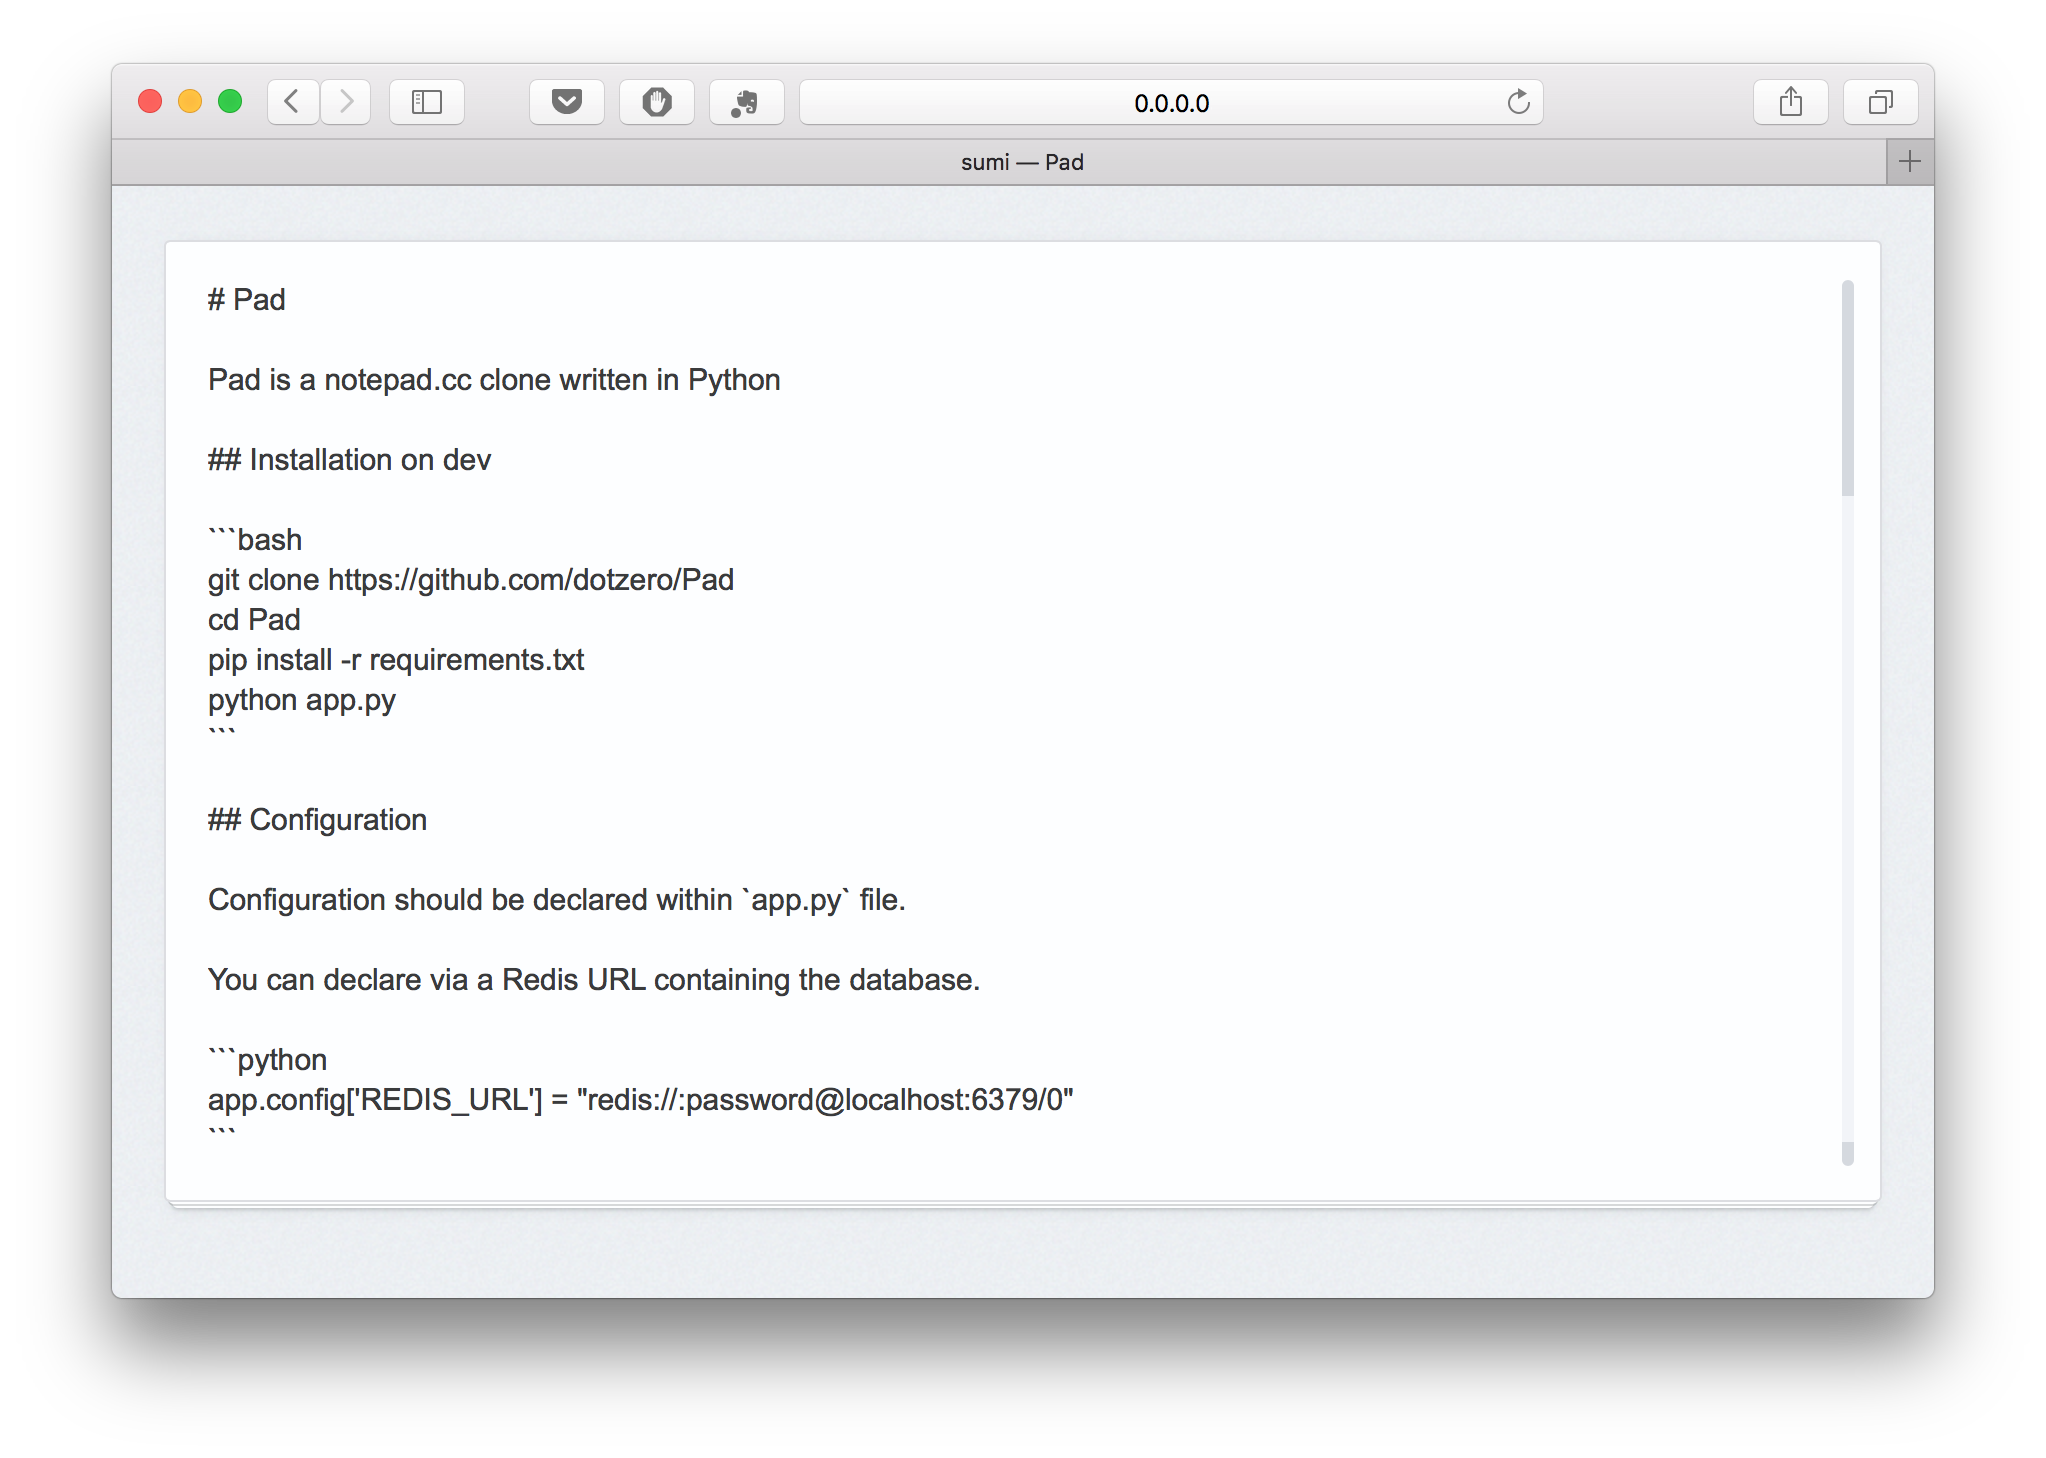 0.0.0.0
sumi — Pad
# Pad
Pad is a notepad.cc clone written in Python
## Installation on dev
```bash
git clone https://github.com/dotzero/Pad
cd Pad
pip install -r requirements.txt
python app.py
```
## Configuration
Configuration should be declared within `app.py` file.
You can declare via a Redis URL containing the database.
```python
app.config['REDIS_URL'] = "redis://:password@localhost:6379/0"
```